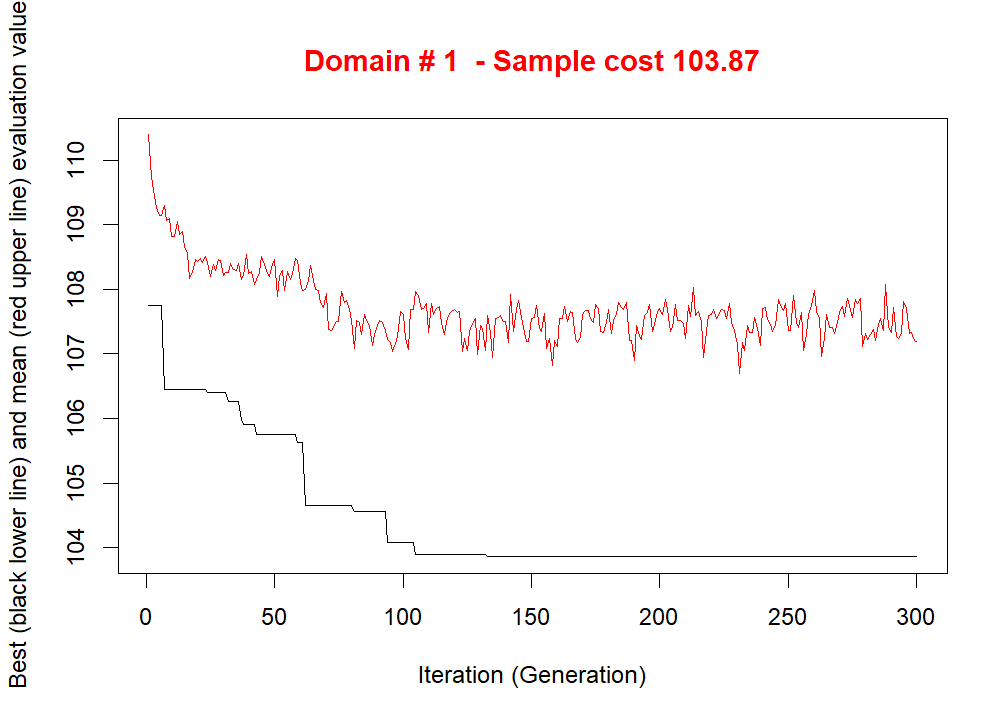 Domain # 1  - Sample cost 103.87
Best (black lower line) and mean (red upper line) evaluation value
110
109
108
107
106
105
104
0 50 100 150 200 250 300
Iteration (Generation)